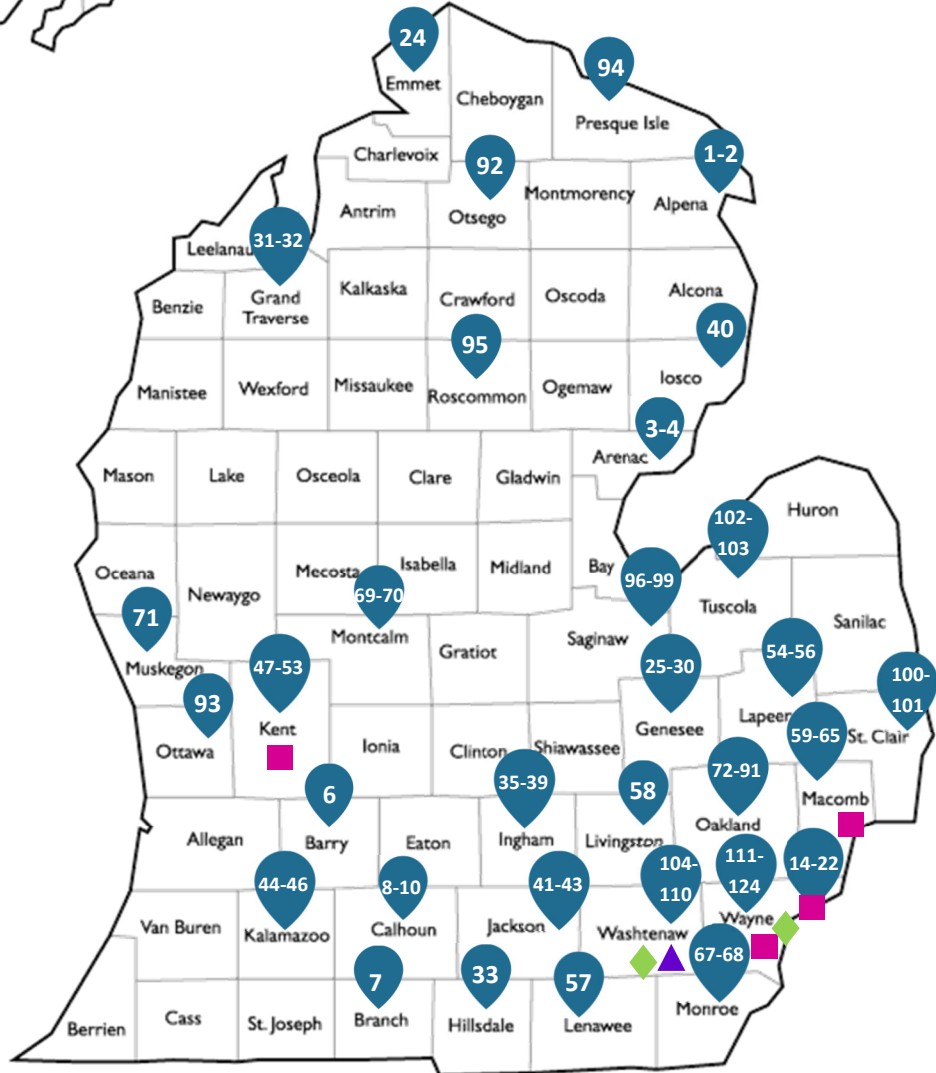 24
Emmet
94
Cheboygan
Presque Isle
Charlevoix
92
1-2
Antrim
Otsego
Montmorency
Alpena
31-32
Leelanau
Benzie
Grand
Traverse
Kalkaska
Crawford
Oscoda
Alcona
95
40
Manistee
Wexford
Missaukee
Roscommon
Ogemaw
Iosco
3-4
Arenac
Mason
Lake
Osceola
Clare
Gladwin
Huron
102-
103
Oceana
Newaygo
Mecosta
Isabella
Midland
Bay
96-99
Tuscola
Sanilac
71
69-70
Montcalm
Gratiot
Saginaw
54-56
Muskegon
47-53
25-30
100-
101
93
Kent
Genesee
Lapeer
59-65
St. Clair
Ottawa
Ionia
Clinton
Shiawassee
6
35-39
58
72-91
Macomb
Allegan
Barry
Eaton
Ingham
Livingston
Oakland
44-46
8-10
41-43
104-
110
111-
124
14-22
Van Buren
Kalamazoo
Calhoun
Jackson
Washtenaw
Wayne
67-68
7
33
57
Berrien
Cass
St. Joseph
Branch
Hillsdale
Lenawee
Monroe